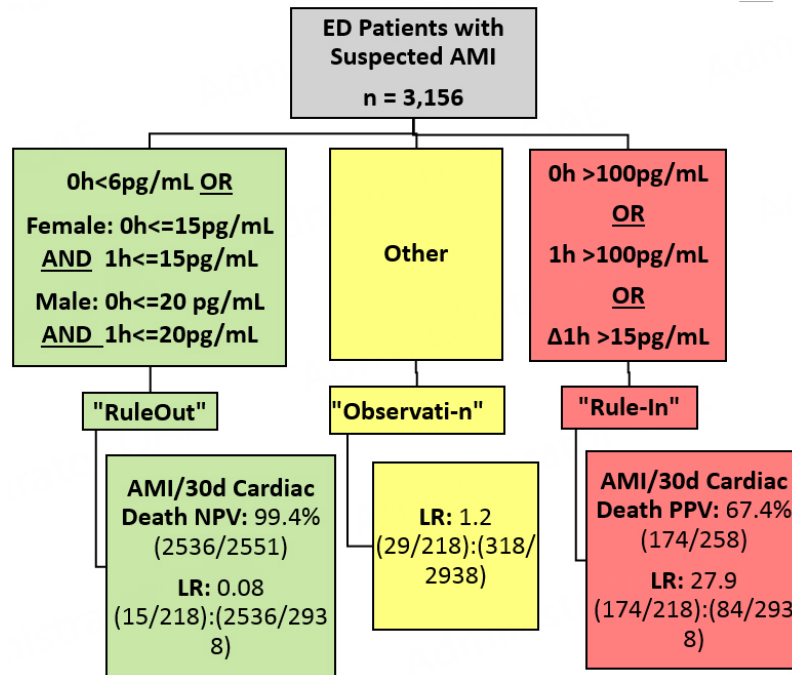 ED Patients with
Suspected AMI
n = 3,156
0h<6pg/mL OR
Female: 0h<=15pg/mL
AND 1h<=15pg/mL
Male: 0h<=20 pg/mL
AND 1h<=20pg/mL
Other
0h >100pg/mL
OR
1h >100pg/mL
OR
Δ1h >15pg/mL
"RuleOut"
"Observati-n"
"Rule-In"
AMI/30d Cardiac
Death NPV: 99.4%
(2536/2551)
LR: 0.08
(15/218):(2536/293
8)
LR: 1.2
(29/218):(318/
2938)
AMI/30d Cardiac
Death PPV: 67.4%
(174/258)
LR: 27.9
(174/218):(84/293
8)